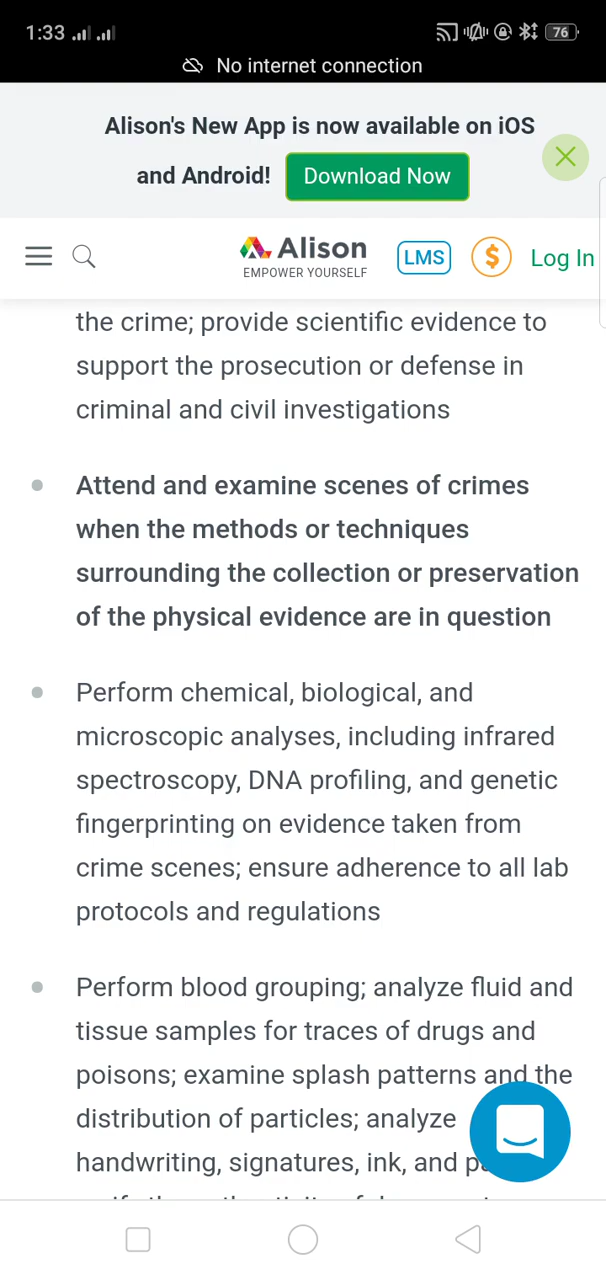 1:33
76
No internet connection
Alison's New App is now available on iOS
and Android!
Download Now
Alison
EMPOWER YOURSELF
LMS
$
Log In
the crime; provide scientific evidence to
support the prosecution or defense in
criminal and civil investigations
Attend and examine scenes of crimes
when the methods or techniques
surrounding the collection or preservation
of the physical evidence are in question
Perform chemical, biological, and
microscopic analyses, including infrared
spectroscopy, DNA profiling, and genetic
fingerprinting on evidence taken from
crime scenes; ensure adherence to all lab
protocols and regulations
Perform blood grouping; analyze fluid and
tissue samples for traces of drugs and
poisons; examine splash patterns and the
distribution of particles; analyze
handwriting, signatures, ink, and